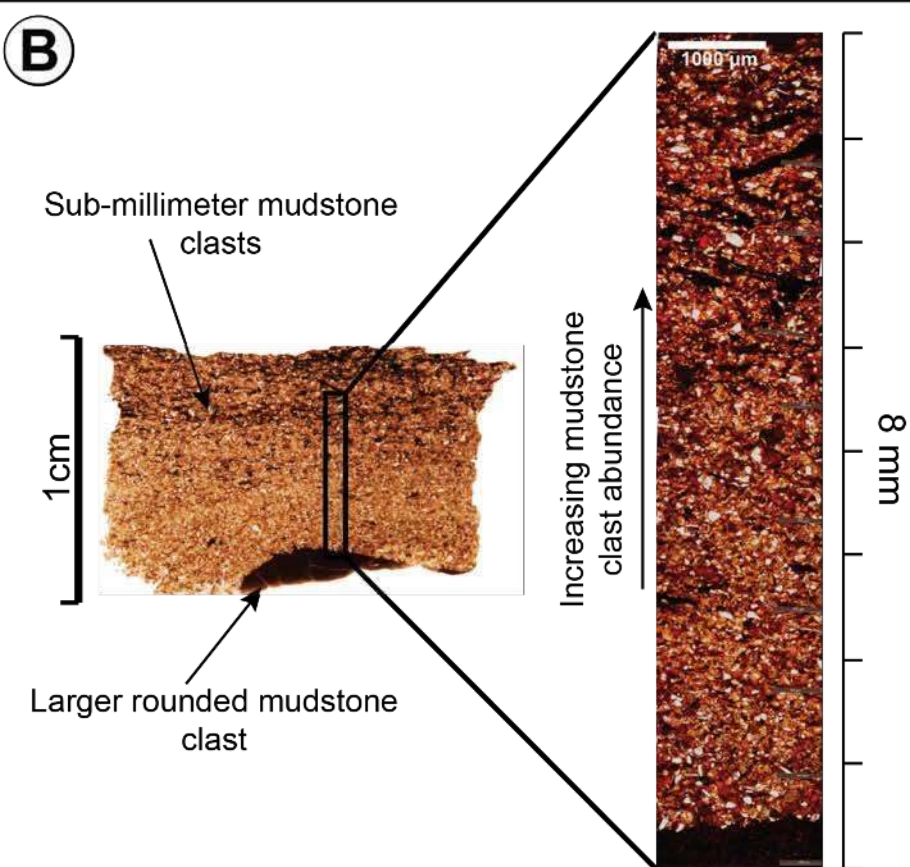 B
1000 µm
Sub-millimeter mudstone
clasts
1cm
Increasing mudstone
clast abundance
8 mm
Larger rounded mudstone
clast